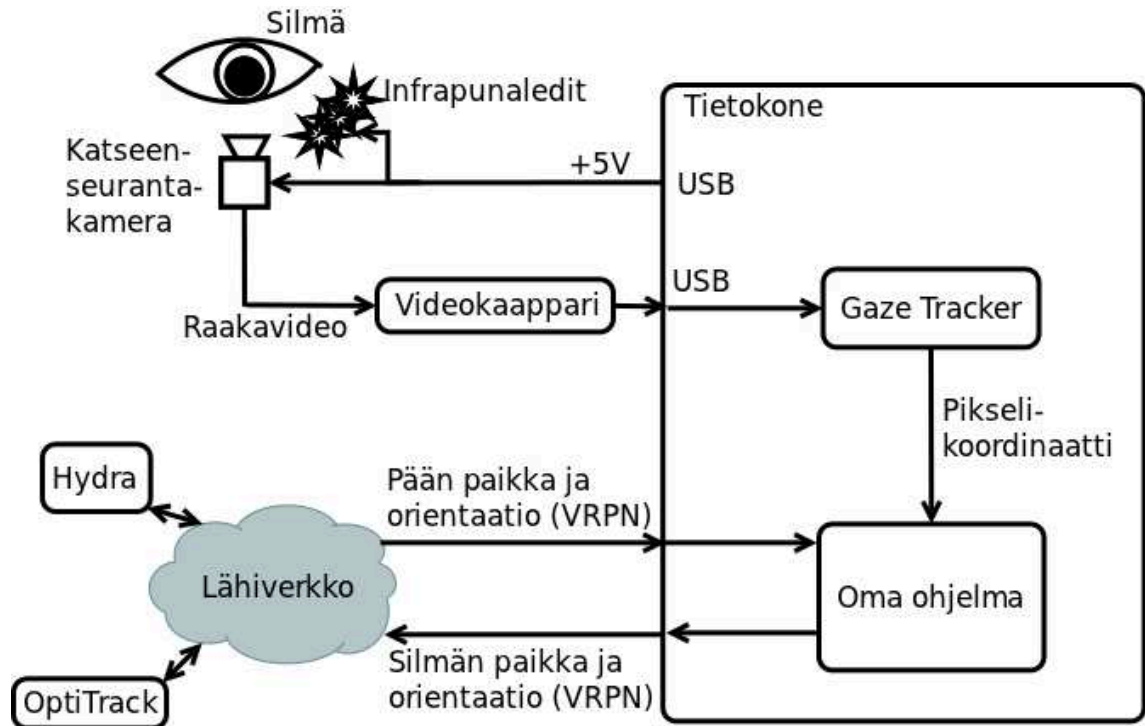 Silmä
Infrapunaledit
Katseen-
seuranta-
kamera
+5V
Tietokone
USB
USB
Raakavideo
Videokaappari
Gaze Tracker
Pikseli-
koordinaatti
Hydra
Pään paikka ja
orientaatio (VRPN)
Lähiverkko
Oma ohjelma
Silmän paikka ja
orientaatio (VRPN)
OptiTrack